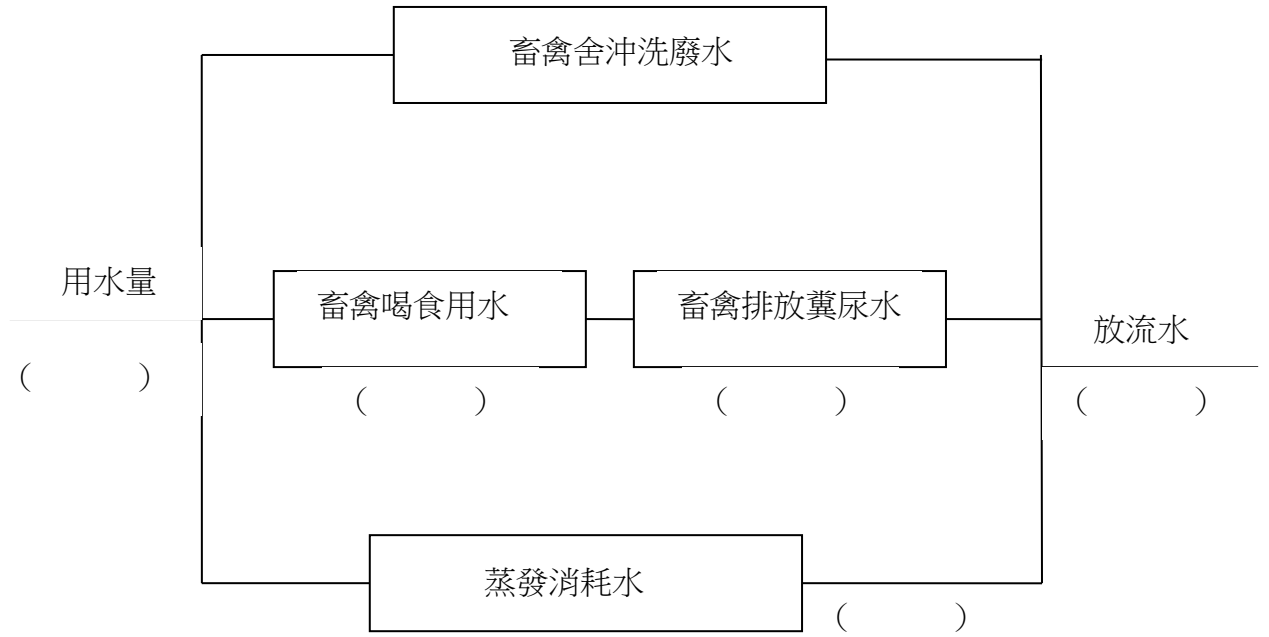 畜禽舍沖洗廢水
用水量
畜禽喝食用水
畜禽排放糞尿水
放流水
（　　　）
（　　　）
（　　　）
（　　　）
蒸發消耗水
（　　　）